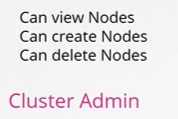 Can view Nodes
Can create Nodes
Can delete Nodes
Cluster Admin